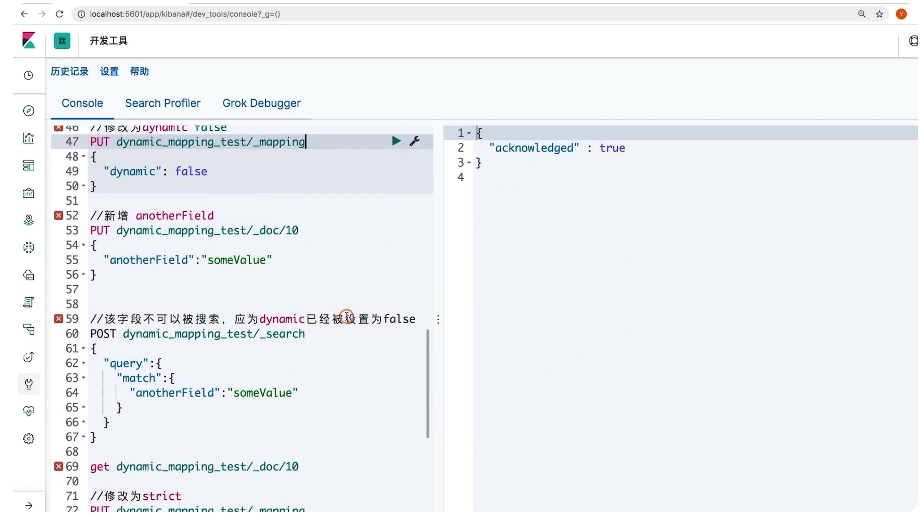 localhost:5601/app/kibana#/dev_tools/console?_g=()
Y
默
开发工具
历史记录 设置 帮助
Console Search Profiler Grok Debugger
46 //修改为dynamic false
47 PUT dynamic_mapping_test/_mapping
48 {
49 "dynamic": false
50 }
51
52 //新增 anotherField
53 PUT dynamic_mapping_test/_doc/10
54 {
55 "anotherField":"someValue"
56 }
57
58
59 //该字段不可以被搜索，应为dynamic已经被设置为false
60 POST dynamic_mapping_test/_search
61 {
62 "query":{
63 "match":{
64 "anotherField":"someValue"
65 }
66 }
67 }
68
69 get dynamic_mapping_test/_doc/10
70
71 //修改为strict
72 PUT dynamic_mapping_test/_mapping
1 {
2 "acknowledged" : true
3 }
4